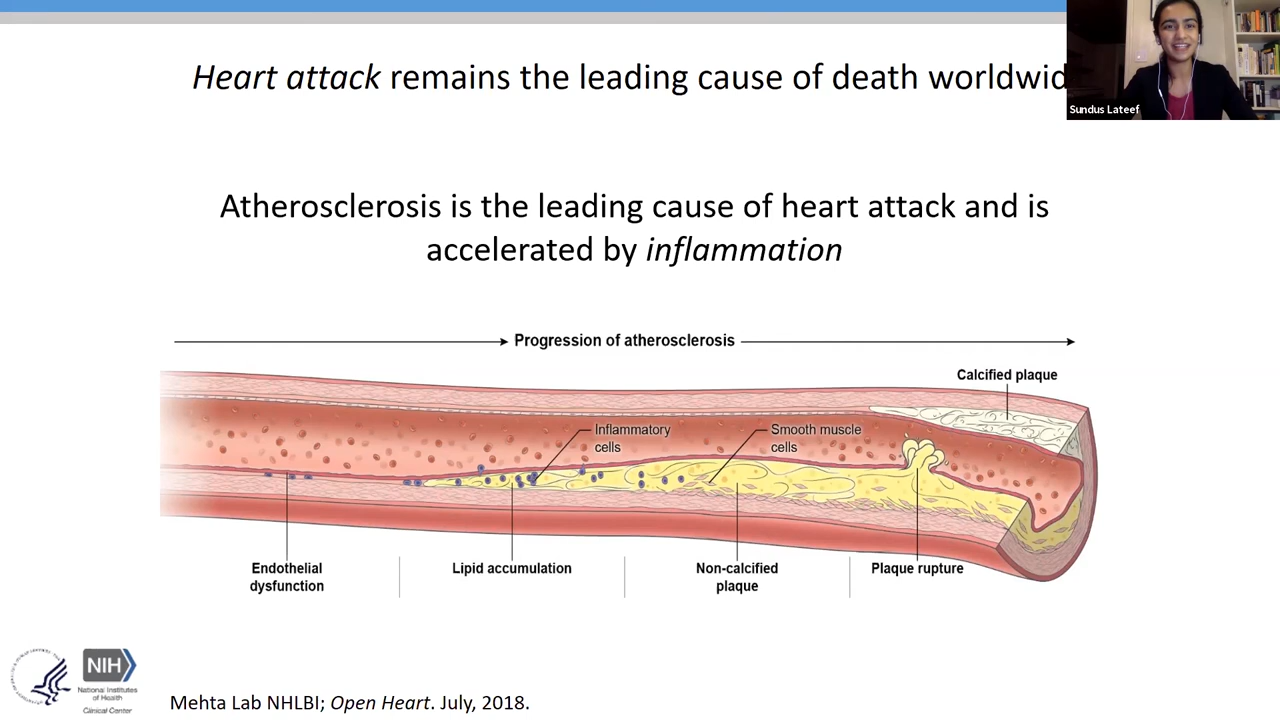 Heart attack remains the leading cause of death worldwid
Sundus Lateef
Atherosclerosis is the leading cause of heart attack and is
accelerated by inflammation
Progression of atherosclerosis
Calcified plaque
Inflammatory
cells
Smooth muscle
cells
Endothelial
dysfunction
Lipid accumulation
Non-calcified
plaque
Plaque rupture
NIH
National Institutes
of Health
Clinical Center
Mehta Lab NHLBI; Open Heart. July, 2018.